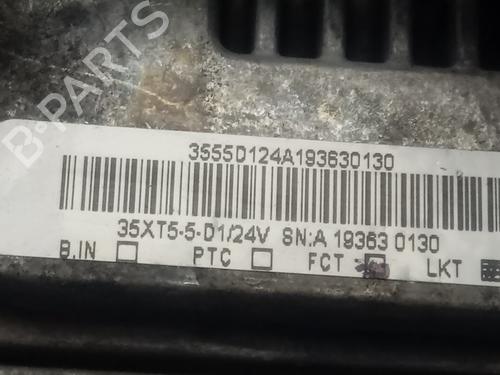 B-PARTS
3555D124A193630130
35XT5-5-D1/24V SN:A 19363 0130
B.IN PTC FCT LKT